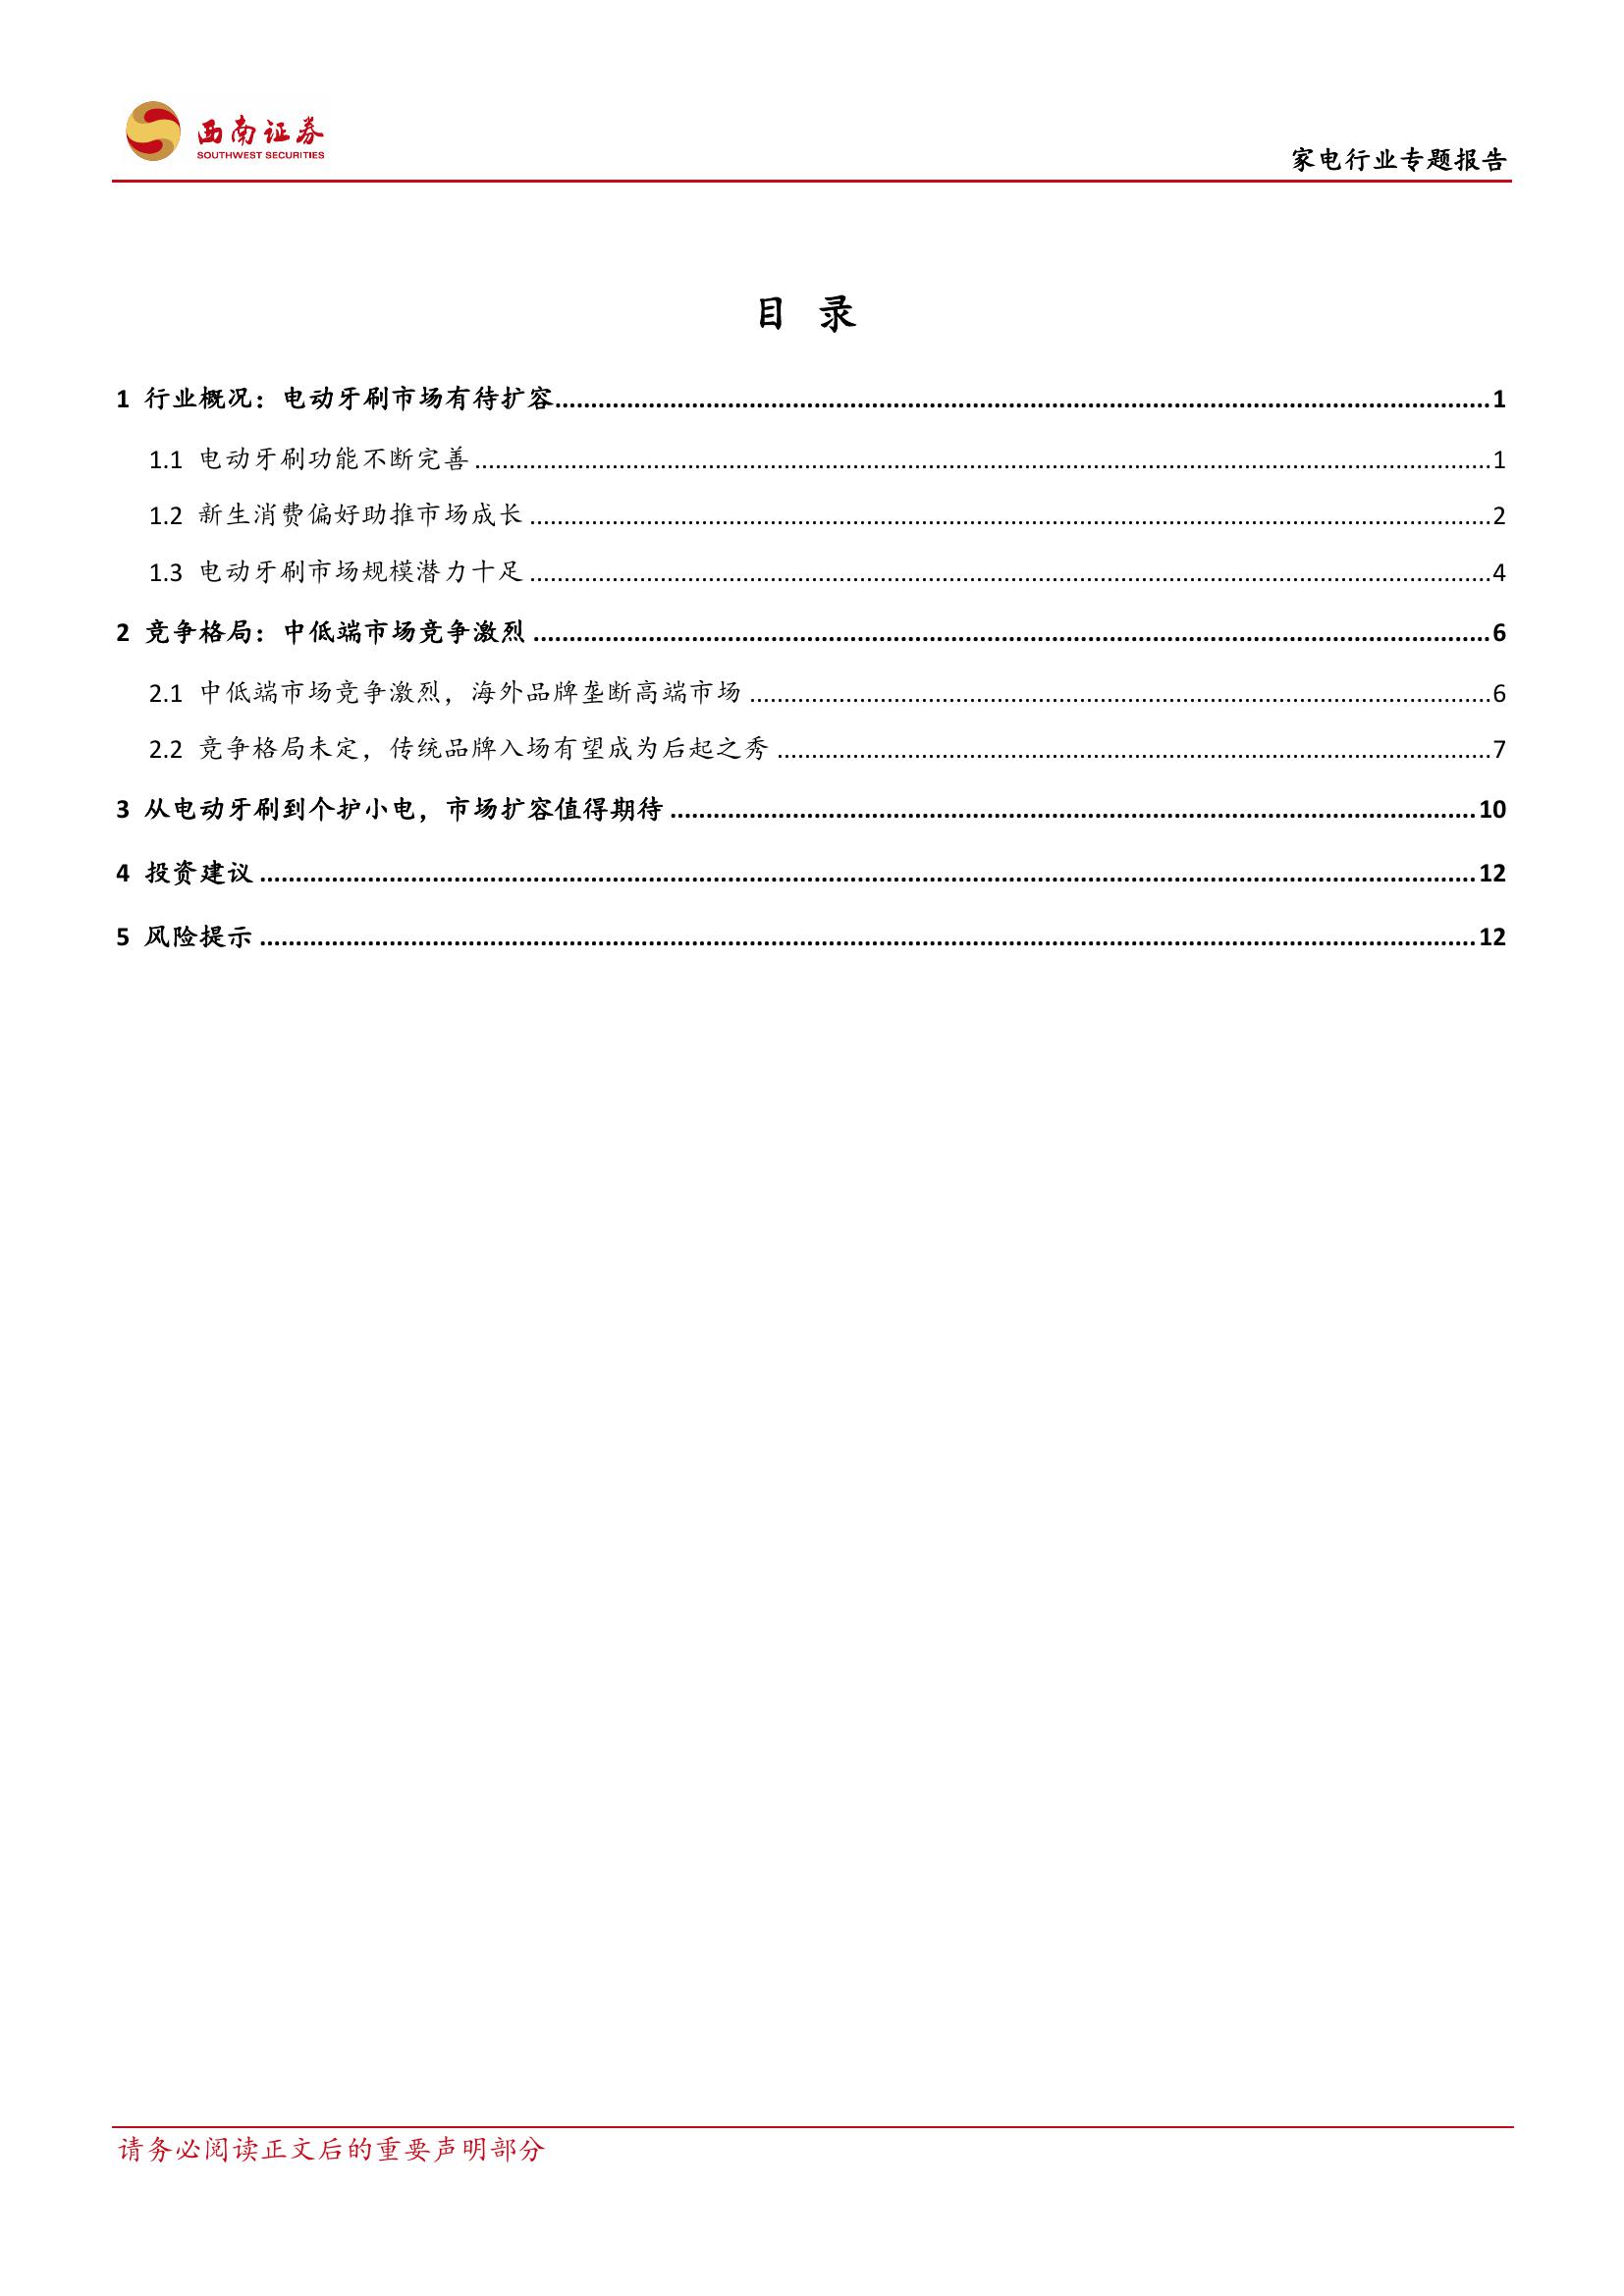 西南证券
SOUTHWEST SECURITIES
家电行业专题报告
目 录
1 行业概况：电动牙刷市场有待扩容........1
1.1 电动牙刷功能不断完善........1
1.2 新生消费偏好助推市场成长........2
1.3 电动牙刷市场规模潜力十足........4
2 竞争格局：中低端市场竞争激烈........6
2.1 中低端市场竞争激烈，海外品牌垄断高端市场........6
2.2 竞争格局未定，传统品牌入场有望成为后起之秀........7
3 从电动牙刷到个护小电，市场扩容值得期待........10
4 投资建议........12
5 风险提示........12
请务必阅读正文后的重要声明部分